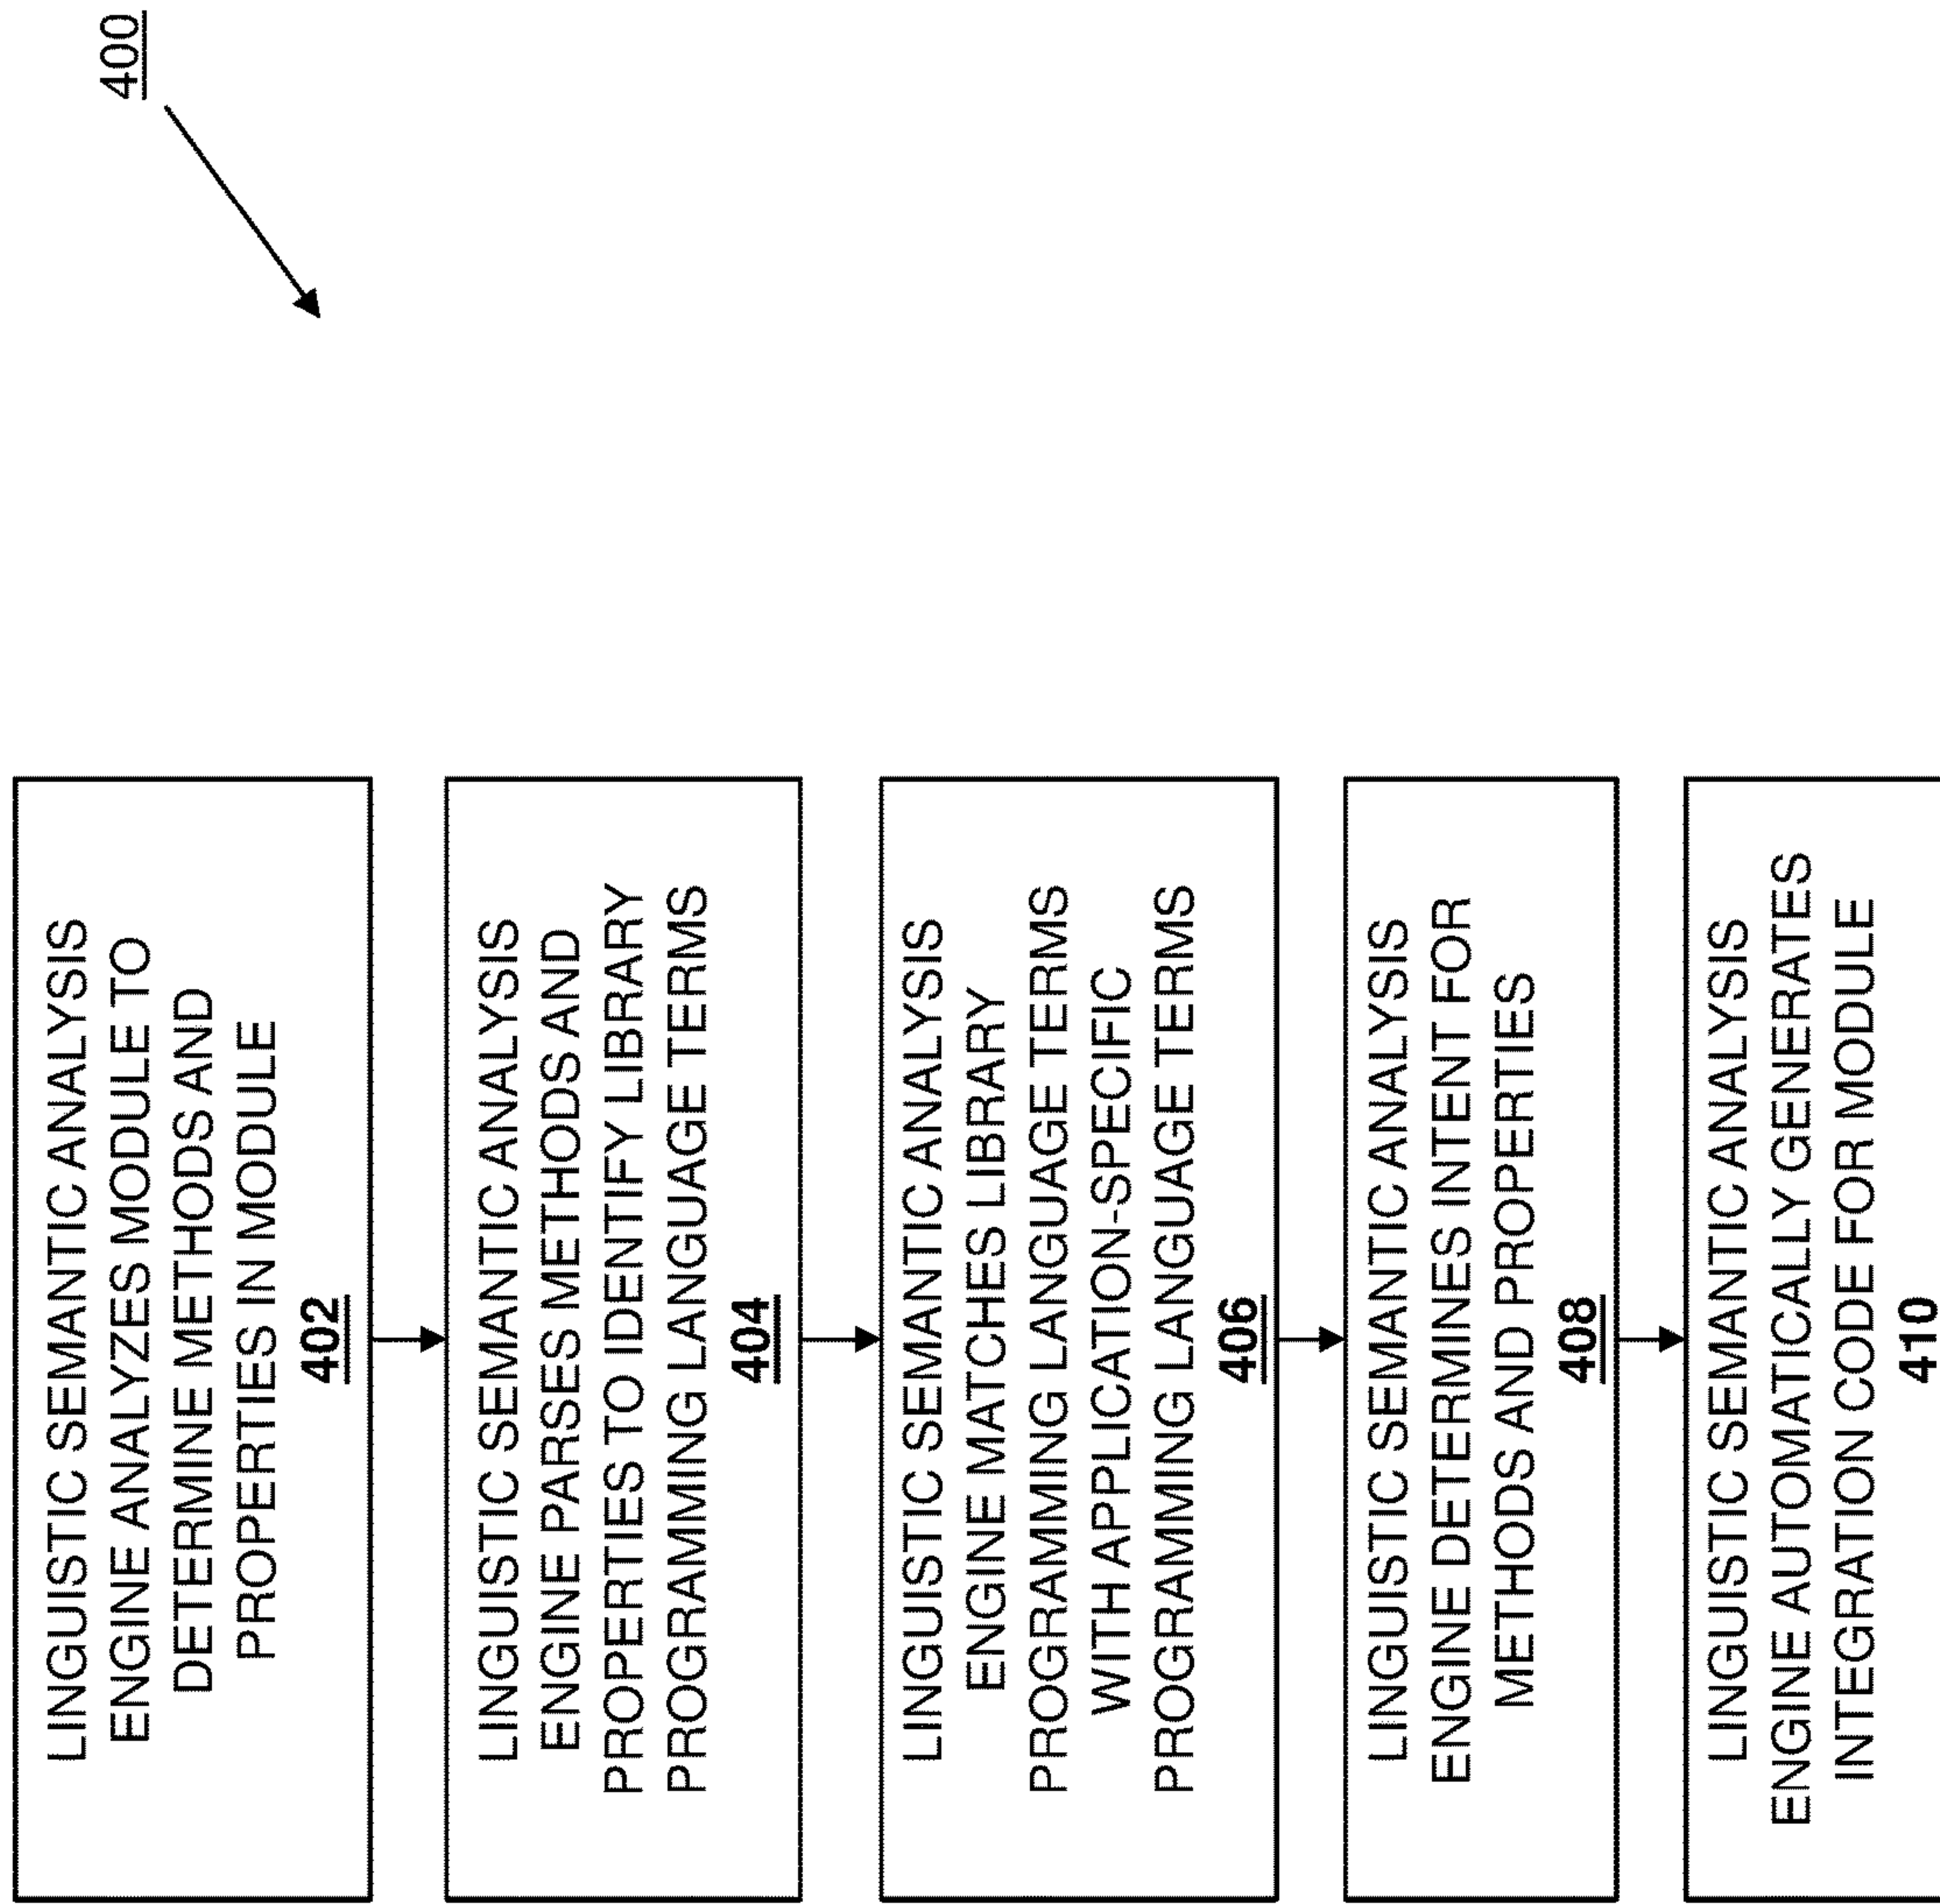 400
LINGUISTIC SEMANTIC ANALYSIS
ENGINE ANALYZES MODULE TO
DETERMINE METHODS AND
PROPERTIES IN MODULE
402
LINGUISTIC SEMANTIC ANALYSIS
ENGINE PARSES METHODS AND
PROPERTIES TO IDENTIFY LIBRARY
PROGRAMMING LANGUAGE TERMS
404
LINGUISTIC SEMANTIC ANALYSIS
ENGINE MATCHES LIBRARY
PROGRAMMING LANGUAGE TERMS
WITH APPLICATION-SPECIFIC
PROGRAMMING LANGUAGE TERMS
406
LINGUISTIC SEMANTIC ANALYSIS
ENGINE DETERMINES INTENT FOR
METHODS AND PROPERTIES
408
LINGUISTIC SEMANTIC ANALYSIS
ENGINE AUTOMATICALLY GENERATES
INTEGRATION CODE FOR MODULE
410